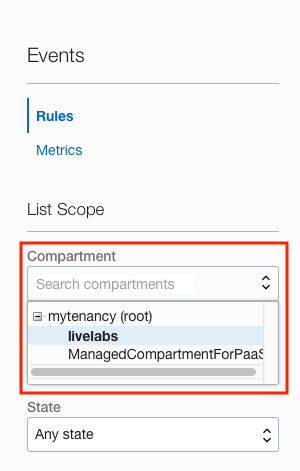 Events
Rules
Metrics
List Scope
Compartment
Search compartments
mytenancy (root)
livelabs
ManagedCompartmentForPaaS
State
Any state